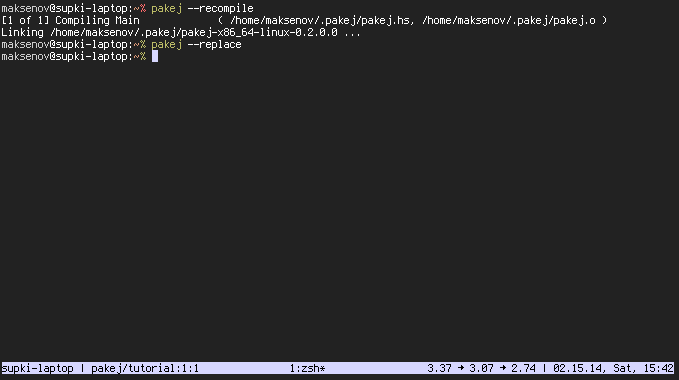 maksenov@supki-laptop:~% pakej --recompile
[1 of 1] Compiling Main             ( /home/maksenov/.pakej/pakej.hs, /home/maksenov/.pakej/pakej.o )
Linking /home/maksenov/.pakej/pakej-x86_64-linux-0.2.0.0 ...
maksenov@supki-laptop:~% pakej --replace
maksenov@supki-laptop:~%
supki-laptop | pakej/tutorial:1:1 1:zsh* 3.37 → 3.07 → 2.74 | 02.15.14, Sat, 15:42